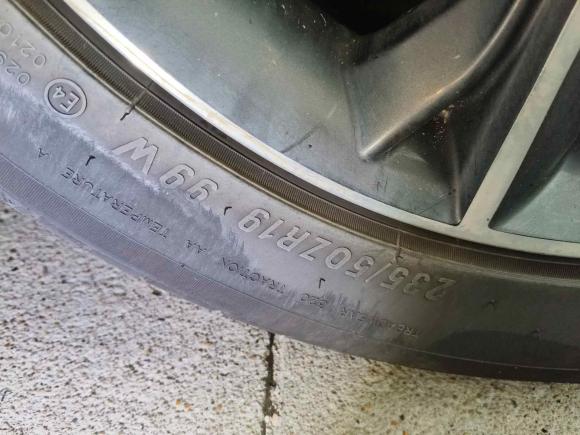 235/50ZR19 99W
TREADWEAR 320 TRACTION AA TEMPERATURE A
E4